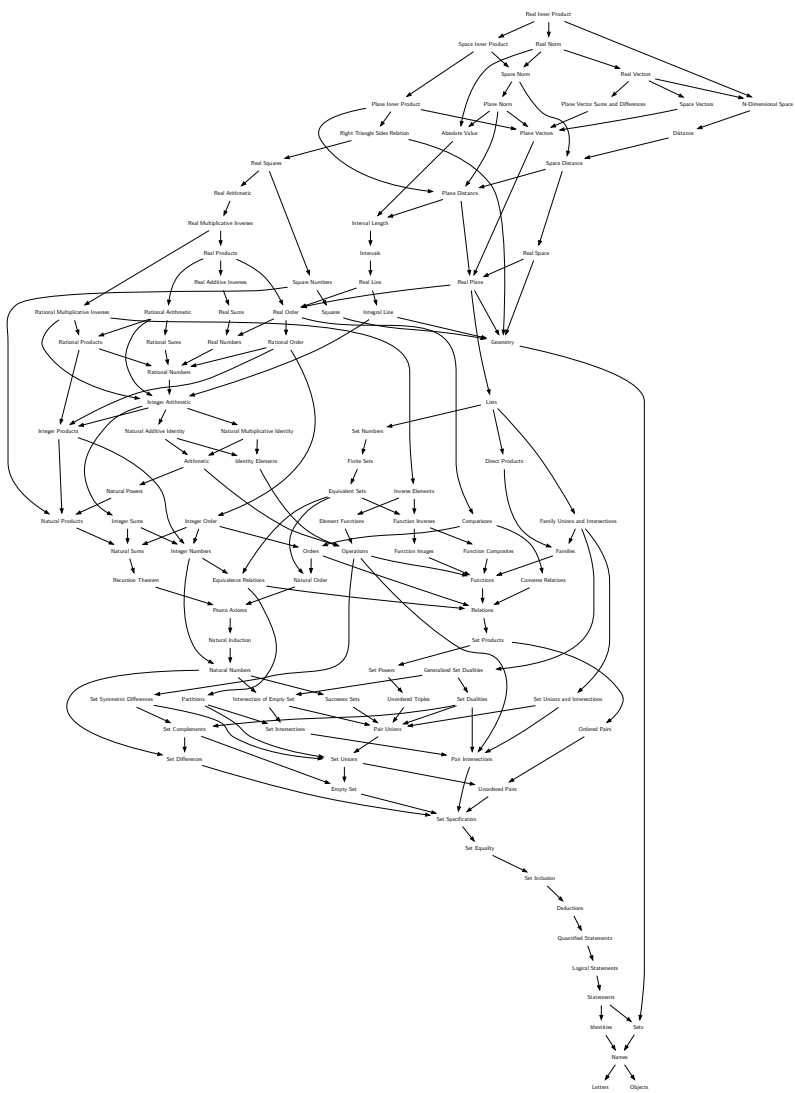 Real Inner Product
Space Inner Product
Real Norm
Space Norm
Real Vectors
Plane Inner Product
Plane Norm
Plane Vector Sums and Differences
Space Vectors
N-Dimensional Space
Right Triangle Sides Relation
Absolute Value
Plane Vectors
Distance
Real Squares
Space Distance
Real Arithmetic
Plane Distance
Real Multiplicative Inverses
Interval Length
Real Products
Intervals
Real Space
Real Additive Inverses
Square Numbers
Real Line
Real Plane
Rational Multiplicative Inverses
Rational Arithmetic
Real Sums
Real Order
Squares
Integral Line
Rational Products
Rational Sums
Real Numbers
Rational Order
Geometry
Rational Numbers
Integer Arithmetic
Lists
Integer Products
Natural Additive Identity
Natural Multiplicative Identity
Set Numbers
Arithmetic
Identity Elements
Finite Sets
Direct Products
Natural Powers
Equivalent Sets
Inverse Elements
Natural Products
Integer Sums
Integer Order
Element Functions
Function Inverses
Comparisons
Family Unions and Intersections
Natural Sums
Integer Numbers
Orders
Operations
Function Images
Function Composites
Families
Recursion Theorem
Equivalence Relations
Natural Order
Functions
Converse Relations
Peano Axioms
Relations
Natural Induction
Set Products
Natural Numbers
Set Powers
Generalized Set Dualities
Set Symmetric Differences
Partitions
Intersection of Empty Set
Successor Sets
Unordered Triples
Set Dualities
Set Unions and Intersections
Set Complements
Set Intersections
Pair Unions
Ordered Pairs
Set Differences
Set Unions
Pair Intersections
Empty Set
Unordered Pairs
Set Specification
Set Equality
Set Inclusion
Deductions
Quantified Statements
Logical Statements
Statements
Identities
Sets
Names
Letters
Objects